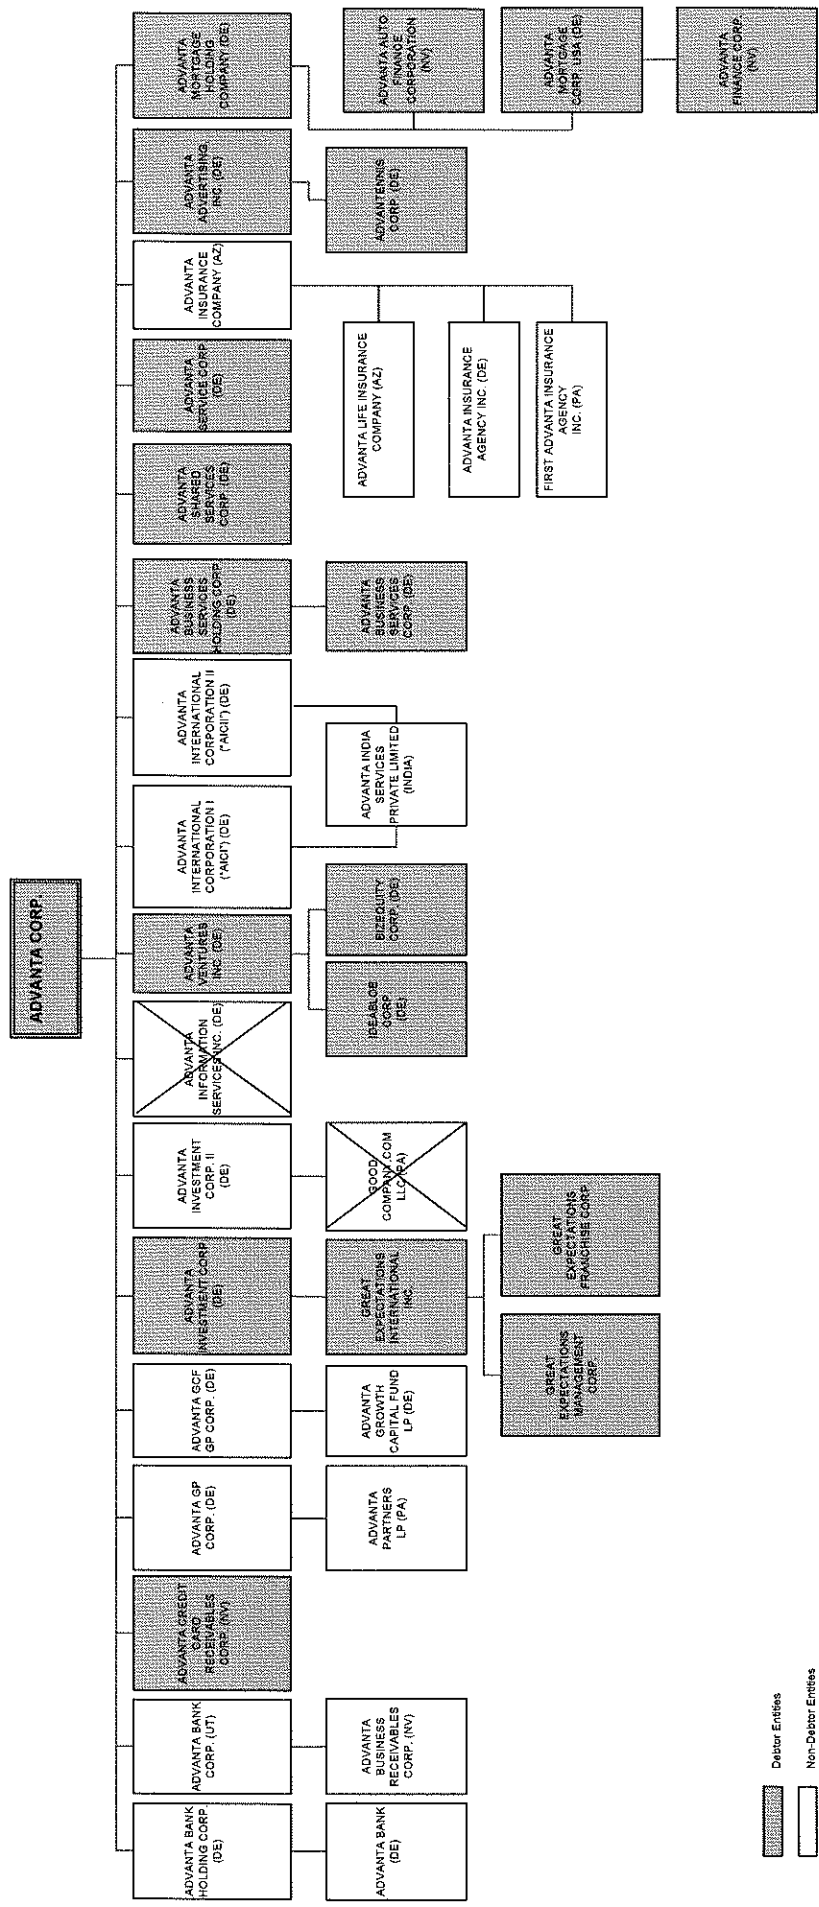 ADVANTA CORP.
ADVANTA BANK
HOLDING CORP.
(DE)
ADVANTA BANK
CORP. (UT)
ADVANTA CREDIT
CARD
RECEIVABLES
CORP. (NV)
ADVANTA GP
CORP. (DE)
ADVANTA GCF
GP CORP. (DE)
ADVANTA
INVESTMENT CORP
(DE)
ADVANTA
INVESTMENT
CORP. II
(DE)
ADVANTA
INFORMATION
SERVICES INC. (DE)
ADVANTA
VENTURES
INC. (DE)
ADVANTA
INTERNATIONAL
CORPORATION I
("AICI") (DE)
ADVANTA
INTERNATIONAL
CORPORATION II
("AICII") (DE)
ADVANTA
BUSINESS
SERVICES
HOLDING CORP
(DE)
ADVANTA
SHARED
SERVICES
CORP. (DE)
ADVANTA
SERVICE CORP.
(DE)
ADVANTA
INSURANCE
COMPANY (AZ)
ADVANTA
ADVERTISING
INC. (DE)
ADVANTA
MORTGAGE
HOLDING
COMPANY (DE)
ADVANTA BANK
(DE)
ADVANTA
BUSINESS
RECEIVABLES
CORP. (NV)
ADVANTA
PARTNERS
LP (PA)
ADVANTA
GROWTH
CAPITAL FUND
LP (DE)
GREAT
EXPECTATIONS
INTERNATIONAL
INC.
GOOD
COMPANY.COM
LLC (PA)
IDEABLOB
CORP
(DE)
BIZEQUITY
CORP. (DE)
ADVANTA INDIA
SERVICES
PRIVATE LIMITED
(INDIA)
ADVANTA
BUSINESS
SERVICES
CORP. (DE)
ADVANTA LIFE INSURANCE
COMPANY (AZ)
ADVANTENNIS
CORP. (DE)
ADVANTA AUTO
FINANCE
CORPORATION
(NV)
ADVANTA INSURANCE
AGENCY INC. (DE)
GREAT
EXPECTATIONS
MANAGEMENT
CORP.
GREAT
EXPECTATIONS
FRANCHISE CORP.
FIRST ADVANTA INSURANCE
AGENCY
INC. (PA)
ADVANTA
MORTGAGE
CORP. USA (DE)
ADVANTA
FINANCE CORP.
(NV)
Debtor Entities
Non-Debtor Entities